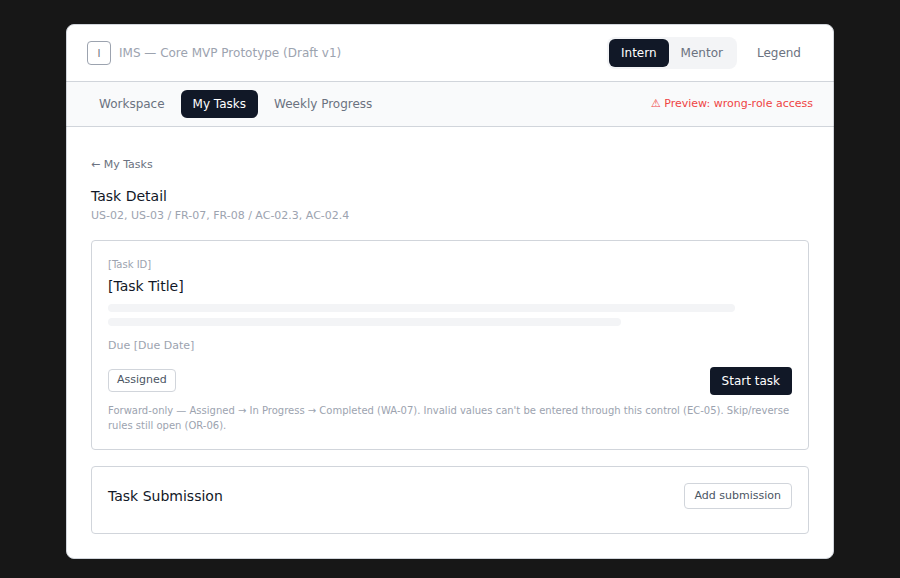 I IMS — Core MVP Prototype (Draft v1) Intern Mentor Legend
Workspace My Tasks Weekly Progress ⚠ Preview: wrong-role access
← My Tasks
Task Detail
US-02, US-03 / FR-07, FR-08 / AC-02.3, AC-02.4
[Task ID]
[Task Title]
Due [Due Date]
Assigned Start task
Forward-only — Assigned → In Progress → Completed (WA-07). Invalid values can't be entered through this control (EC-05). Skip/reverse
rules still open (OR-06).
Task Submission Add submission